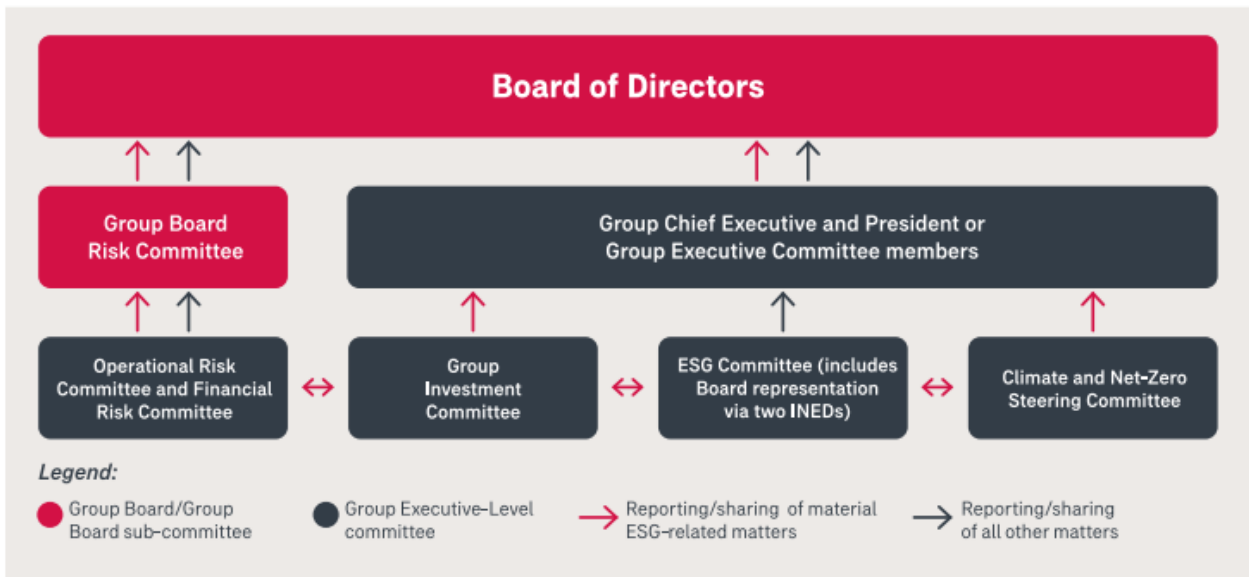 Board of Directors
Group Board
Risk Committee
Group Chief Executive and President or
Group Executive Committee members
Operational Risk
Committee and Financial
Risk Committee
Group
Investment
Committee
ESG Committee (includes
Board representation
via two INEDs)
Climate and Net-Zero
Steering Committee
Legend:
Group Board/Group
Board sub-committee
Group Executive-Level
committee
Reporting/sharing of material
ESG-related matters
Reporting/sharing
of all other matters